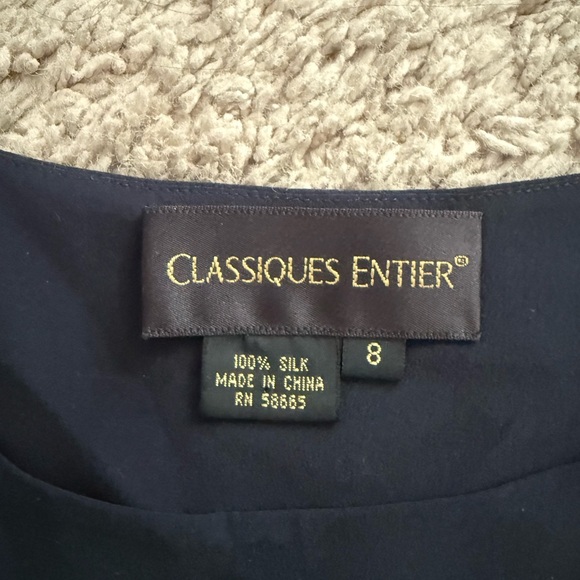 CLASSIQUES ENTIER®
8
100% SILK
MADE IN CHINA
RN 58665